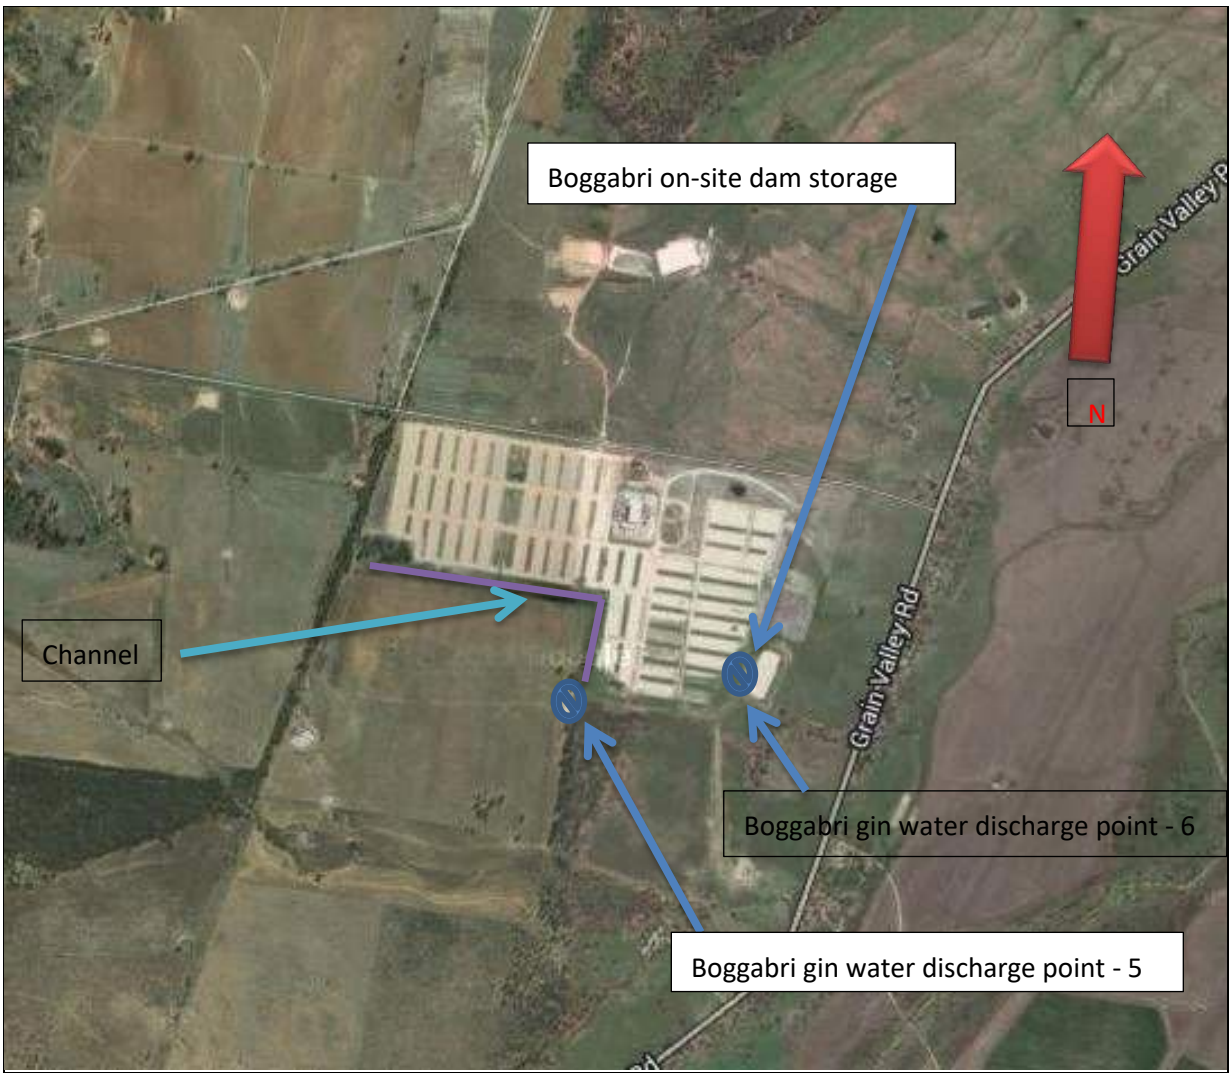 Boggabri on-site dam storage
Grain Valley R
N
Channel
Grain Valley Rd
Boggabri gin water discharge point - 6
Boggabri gin water discharge point - 5
Rd